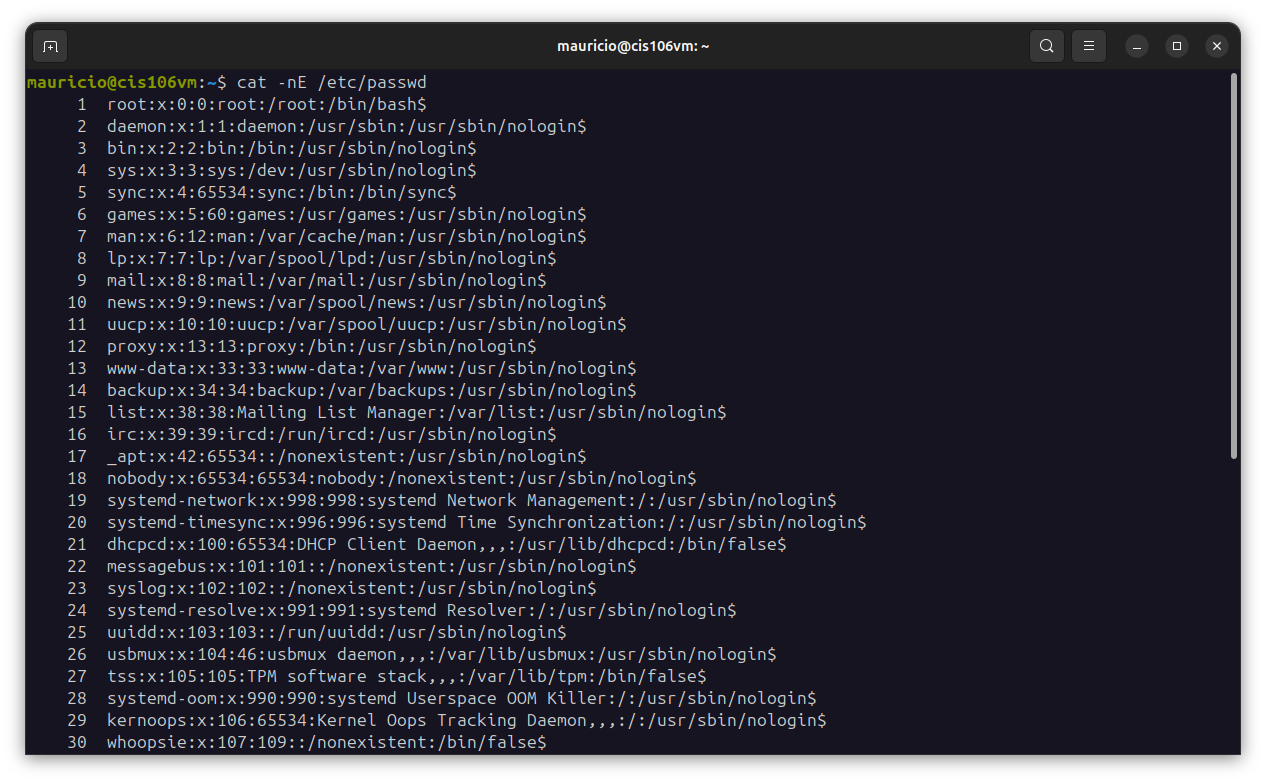 mauricio@cis106vm: ~
mauricio@cis106vm:~$ cat -nE /etc/passwd
     1  root:x:0:0:root:/root:/bin/bash$
     2  daemon:x:1:1:daemon:/usr/sbin:/usr/sbin/nologin$
     3  bin:x:2:2:bin:/bin:/usr/sbin/nologin$
     4  sys:x:3:3:sys:/dev:/usr/sbin/nologin$
     5  sync:x:4:65534:sync:/bin:/bin/sync$
     6  games:x:5:60:games:/usr/games:/usr/sbin/nologin$
     7  man:x:6:12:man:/var/cache/man:/usr/sbin/nologin$
     8  lp:x:7:7:lp:/var/spool/lpd:/usr/sbin/nologin$
     9  mail:x:8:8:mail:/var/mail:/usr/sbin/nologin$
    10  news:x:9:9:news:/var/spool/news:/usr/sbin/nologin$
    11  uucp:x:10:10:uucp:/var/spool/uucp:/usr/sbin/nologin$
    12  proxy:x:13:13:proxy:/bin:/usr/sbin/nologin$
    13  www-data:x:33:33:www-data:/var/www:/usr/sbin/nologin$
    14  backup:x:34:34:backup:/var/backups:/usr/sbin/nologin$
    15  list:x:38:38:Mailing List Manager:/var/list:/usr/sbin/nologin$
    16  irc:x:39:39:ircd:/run/ircd:/usr/sbin/nologin$
    17  _apt:x:42:65534::/nonexistent:/usr/sbin/nologin$
    18  nobody:x:65534:65534:nobody:/nonexistent:/usr/sbin/nologin$
    19  systemd-network:x:998:998:systemd Network Management:/:/usr/sbin/nologin$
    20  systemd-timesync:x:996:996:systemd Time Synchronization:/:/usr/sbin/nologin$
    21  dhcpcd:x:100:65534:DHCP Client Daemon,,,:/usr/lib/dhcpcd:/bin/false$
    22  messagebus:x:101:101::/nonexistent:/usr/sbin/nologin$
    23  syslog:x:102:102::/nonexistent:/usr/sbin/nologin$
    24  systemd-resolve:x:991:991:systemd Resolver:/:/usr/sbin/nologin$
    25  uuidd:x:103:103::/run/uuidd:/usr/sbin/nologin$
    26  usbmux:x:104:46:usbmux daemon,,,:/var/lib/usbmux:/usr/sbin/nologin$
    27  tss:x:105:105:TPM software stack,,,:/var/lib/tpm:/bin/false$
    28  systemd-oom:x:990:990:systemd Userspace OOM Killer:/:/usr/sbin/nologin$
    29  kernoops:x:106:65534:Kernel Oops Tracking Daemon,,,:/:/usr/sbin/nologin$
    30  whoopsie:x:107:109::/nonexistent:/bin/false$